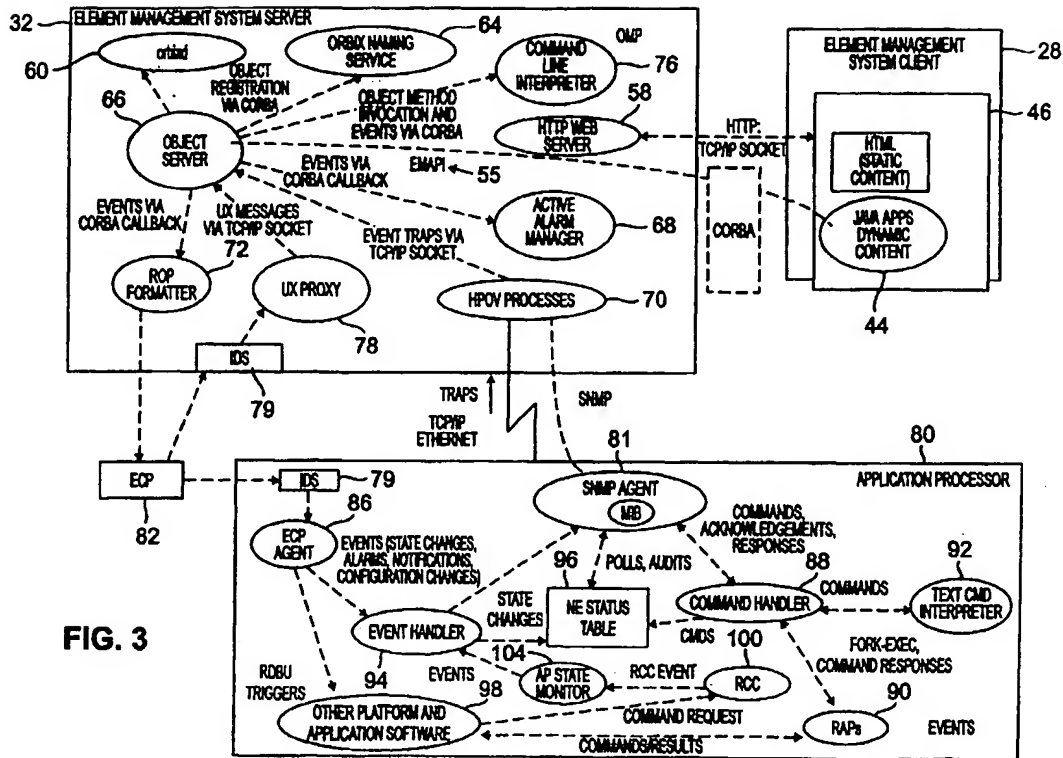 ELEMENT MANAGEMENT SYSTEM SERVER
32
60
orbixd
64
ORBIX NAMING
SERVICE
OMP
COMMAND
LINE
INTERPRETER
76
OBJECT
REGISTRATION
VIA CORBA
66
OBJECT
SERVER
OBJECT METHOD
INVOCATION AND
EVENTS VIA CORBA
58
HTTP WEB
SERVER
EVENTS VIA
CORBA CALLBACK
EMAPI
55
EVENTS VIA
CORBA CALLBACK
UX MESSAGES
VIA TCP/IP SOCKET
EVENT TRAPS VIA
TCP/IP SOCKET
ACTIVE
ALARM
MANAGER
68
72
ROP
FORMATTER
UX PROXY
78
HPOV PROCESSES
70
IDS
79
HTTP:
TCP/IP SOCKET
CORBA
ELEMENT MANAGEMENT
SYSTEM CLIENT
28
46
HTML
(STATIC
CONTENT)
JAVA APPS
DYNAMIC
CONTENT
44
TRAPS
TCP/IP
ETHERNET
SNMP
ECP
82
80
APPLICATION PROCESSOR
IDS
79
81
SNMP AGENT
MIB
86
ECP
AGENT
EVENTS (STATE CHANGES,
ALARMS, NOTIFICATIONS,
CONFIGURATION CHANGES)
COMMANDS,
ACKNOWLEDGEMENTS,
RESPONSES
POLLS, AUDITS
96
NE STATUS
TABLE
88
COMMAND HANDLER
COMMANDS
92
TEXT CMD
INTERPRETER
STATE
CHANGES
EVENT HANDLER
94
CMDS
FORK-EXEC,
COMMAND RESPONSES
RDBU
TRIGGERS
EVENTS
104
AP STATE
MONITOR
RCC EVENT
100
RCC
98
OTHER PLATFORM AND
APPLICATION SOFTWARE
COMMAND REQUEST
COMMANDS/RESULTS
90
RAPs
EVENTS
FIG. 3